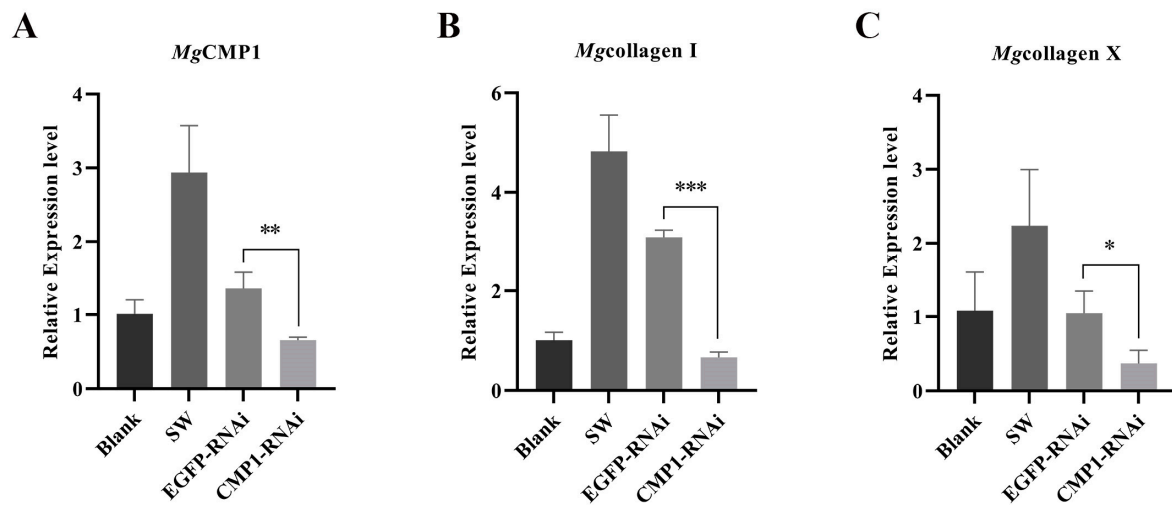 A
MgCMP1
Relative Expression level
4
3
2
1
0
**
Blank
SW
EGFP-RNAi
CMP1-RNAi
B
Mgcollagen I
Relative Expression level
6
4
2
0
***
Blank
SW
EGFP-RNAi
CMP1-RNAi
C
Mgcollagen X
Relative Expression level
4
3
2
1
0
*
Blank
SW
EGFP-RNAi
CMP1-RNAi